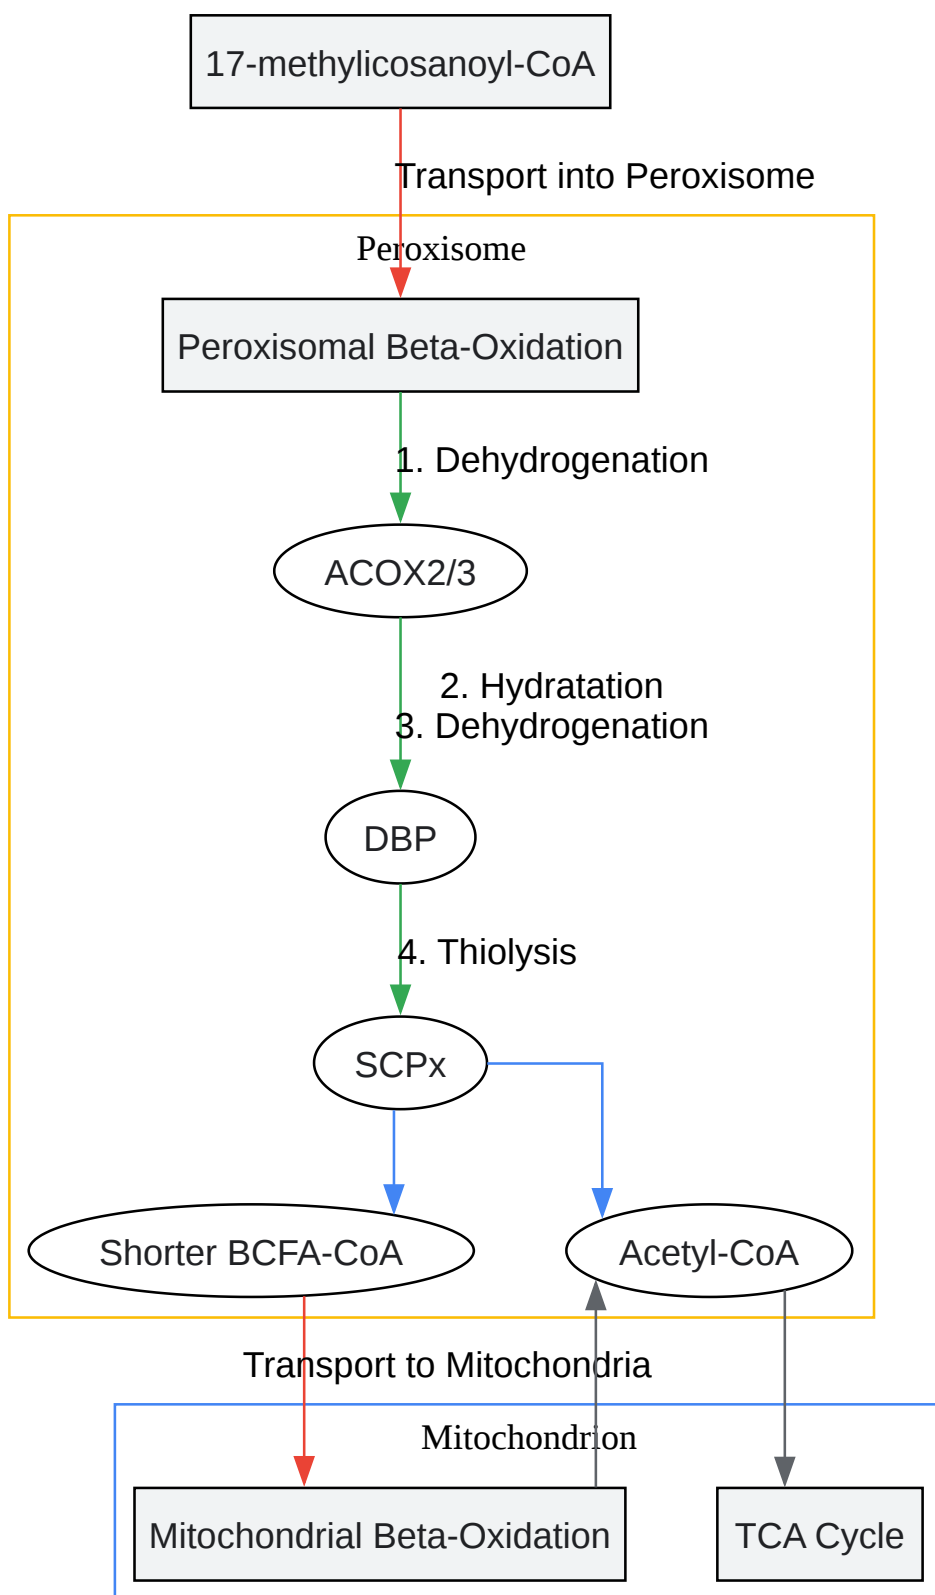 17-methylicosanoyl-CoA
Transport into Peroxisome
Peroxisome
Peroxisomal Beta-Oxidation
1. Dehydrogenation
ACOX2/3
2. Hydratation
3. Dehydrogenation
DBP
4. Thiolysis
SCPx
Shorter BCFA-CoA
Acetyl-CoA
Transport to Mitochondria
Mitochondrion
Mitochondrial Beta-Oxidation
TCA Cycle